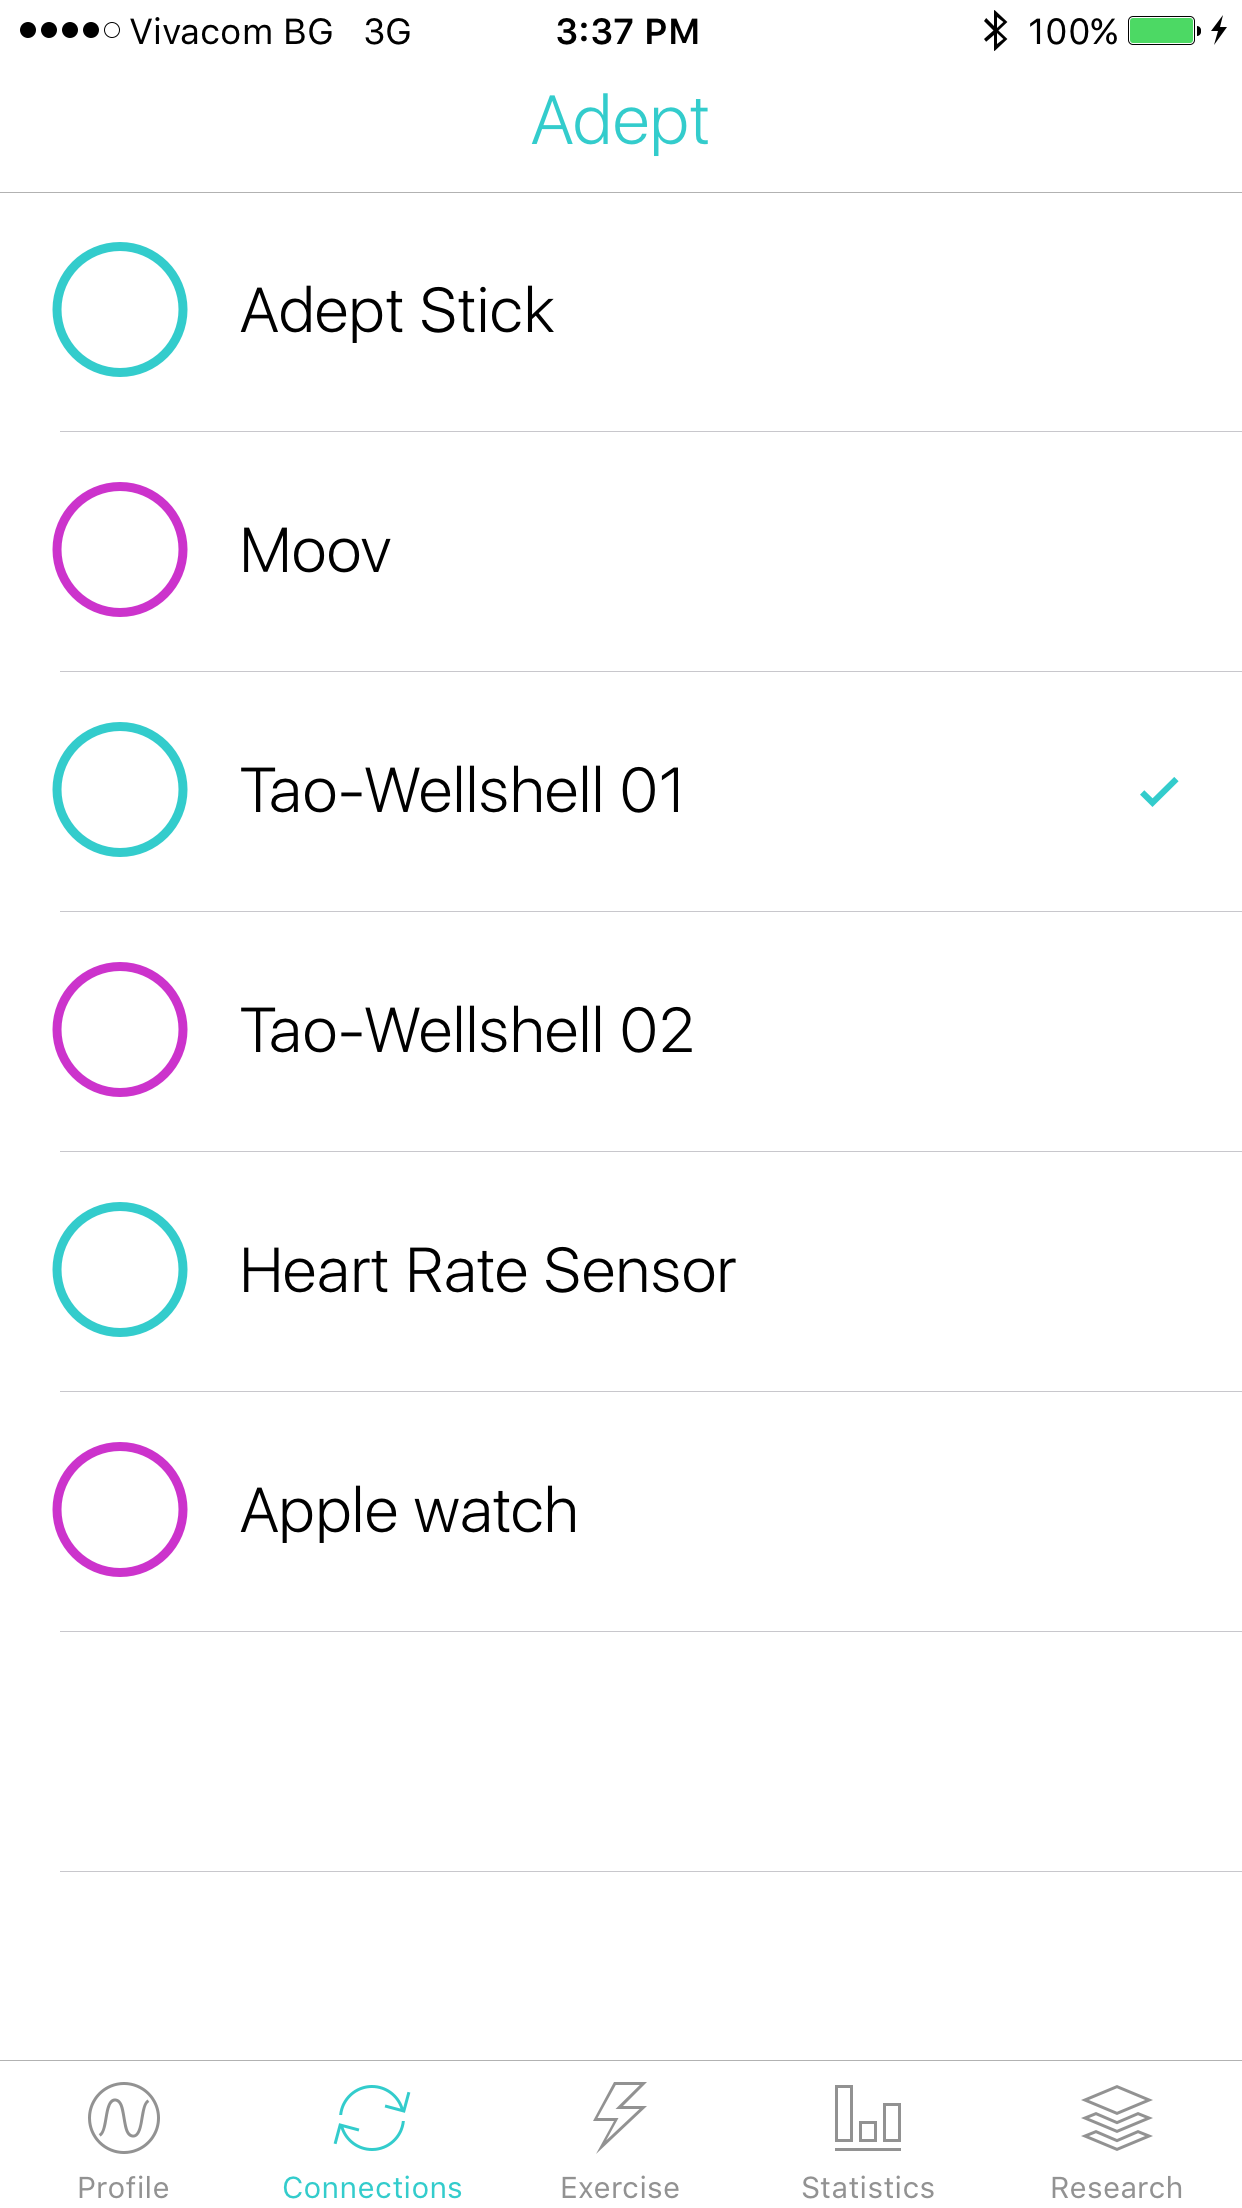 Vivacom BG 3G 3:37 PM 100%
Adept
Adept Stick
Moov
Tao-Wellshell 01
Tao-Wellshell 02
Heart Rate Sensor
Apple watch
Profile Connections Exercise Statistics Research